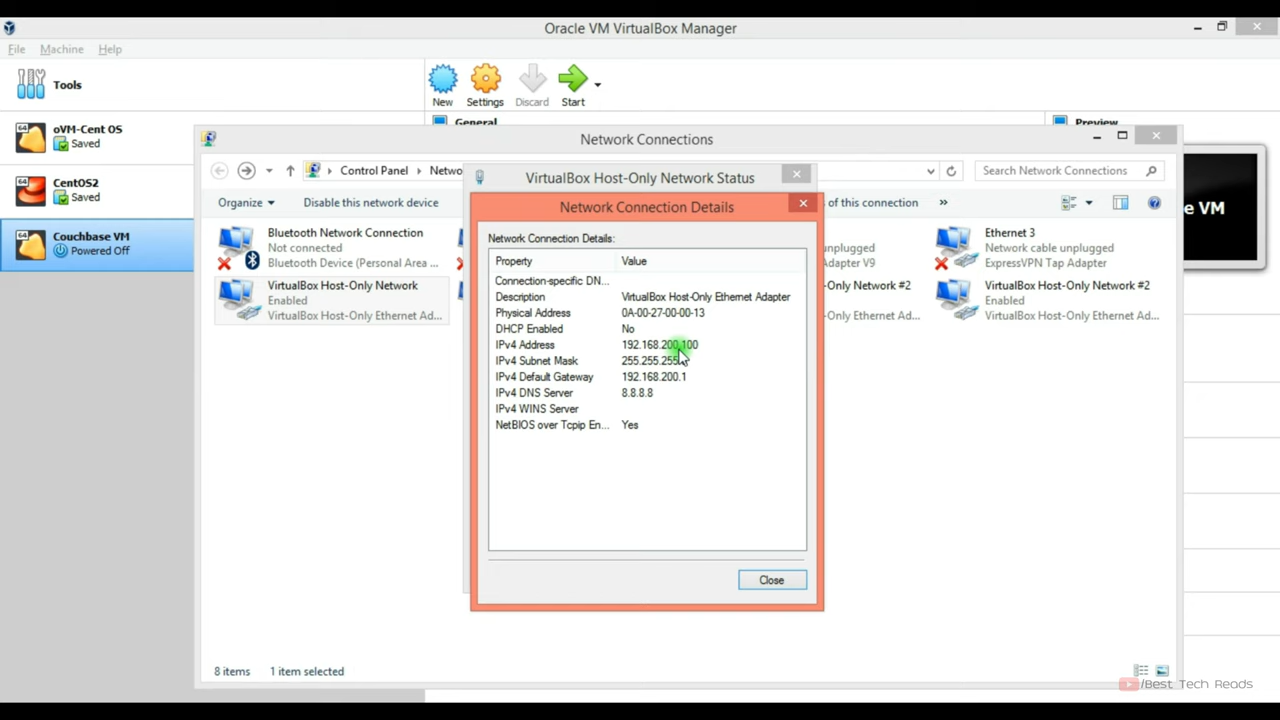 Oracle VM VirtualBox Manager
File Machine Help
Tools
New Settings Discard Start
General
Preview
64
oVM-Cent OS
Saved
64
CentOS2
Saved
64
Couchbase VM
Powered Off
Network Connections
Control Panel
Search Network Connections
Organize
Disable this network device
of this connection
»
Bluetooth Network Connection
Not connected
Bluetooth Device (Personal Area ...
VirtualBox Host-Only Network
Enabled
VirtualBox Host-Only Ethernet Ad...
unplugged
V9
Network #2
Ethernet Ad...
Ethernet 3
Network cable unplugged
ExpressVPN Tap Adapter
VirtualBox Host-Only Network #2
Enabled
VirtualBox Host-Only Ethernet Ad...
VM
VirtualBox Host-Only Network Status
Network Connection Details
Network Connection Details:
Property Value
Connection-specific DN...
Description VirtualBox Host-Only Ethernet Adapter
Physical Address 0A-00-27-00-00-13
DHCP Enabled No
IPv4 Address 192.168.200.100
IPv4 Subnet Mask 255.255.255
IPv4 Default Gateway 192.168.200.1
IPv4 DNS Server 8.8.8.8
IPv4 WINS Server
NetBIOS over Tcpip En... Yes
Close
8 items 1 item selected
/Best Tech Reads